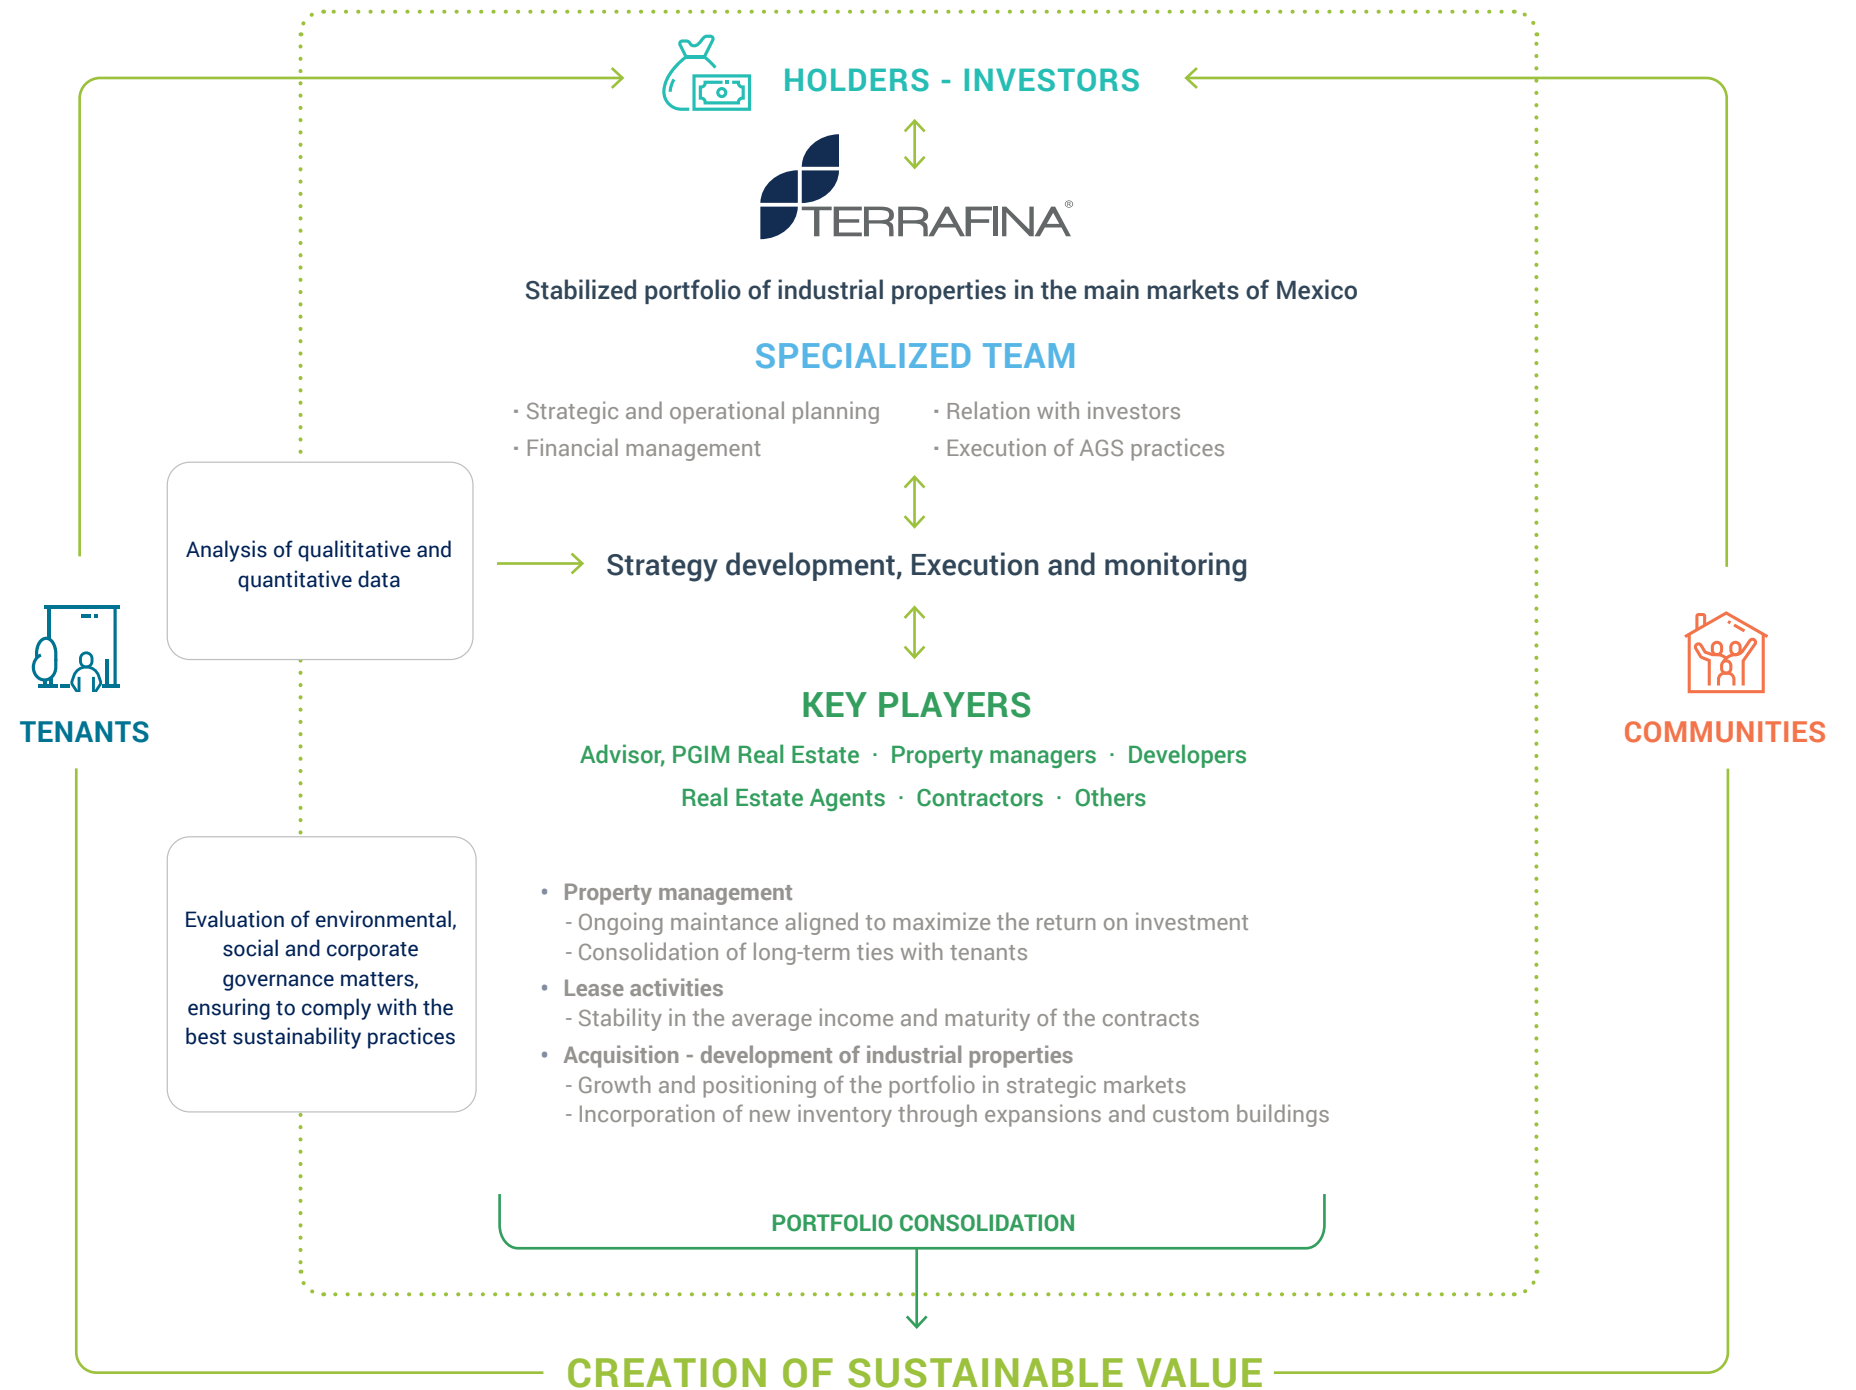 HOLDERS - INVESTORS
TERRAFINA®
Stabilized portfolio of industrial properties in the main markets of Mexico
SPECIALIZED TEAM
· Strategic and operational planning
· Financial management
· Relation with investors
· Execution of AGS practices
Analysis of qualititative and
quantitative data
Strategy development, Execution and monitoring
TENANTS
COMMUNITIES
KEY PLAYERS
Advisor, PGIM Real Estate · Property managers · Developers
Real Estate Agents · Contractors · Others
Evaluation of environmental,
social and corporate
governance matters,
ensuring to comply with the
best sustainability practices
• Property management
- Ongoing maintance aligned to maximize the return on investment
- Consolidation of long-term ties with tenants
• Lease activities
- Stability in the average income and maturity of the contracts
• Acquisition - development of industrial properties
- Growth and positioning of the portfolio in strategic markets
- Incorporation of new inventory through expansions and custom buildings
PORTFOLIO CONSOLIDATION
CREATION OF SUSTAINABLE VALUE